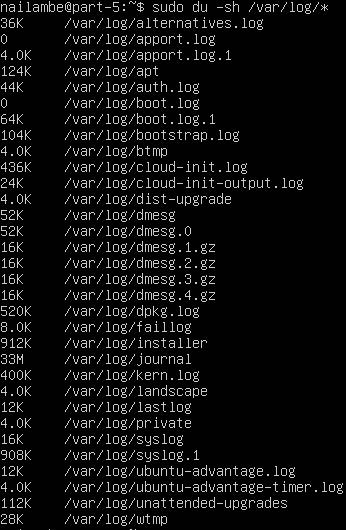 nailambe@part-5:~$ sudo du -sh /var/log/*
36K /var/log/alternatives.log
0 /var/log/apport.log
4.0K /var/log/apport.log.1
124K /var/log/apt
44K /var/log/auth.log
0 /var/log/boot.log
64K /var/log/boot.log.1
104K /var/log/bootstrap.log
4.0K /var/log/btmp
436K /var/log/cloud-init.log
24K /var/log/cloud-init-output.log
4.0K /var/log/dist-upgrade
52K /var/log/dmesg
52K /var/log/dmesg.0
16K /var/log/dmesg.1.gz
16K /var/log/dmesg.2.gz
16K /var/log/dmesg.3.gz
16K /var/log/dmesg.4.gz
520K /var/log/dpkg.log
8.0K /var/log/faillog
912K /var/log/installer
33M /var/log/journal
400K /var/log/kern.log
4.0K /var/log/landscape
12K /var/log/lastlog
4.0K /var/log/private
16K /var/log/syslog
908K /var/log/syslog.1
12K /var/log/ubuntu-advantage.log
4.0K /var/log/ubuntu-advantage-timer.log
112K /var/log/unattended-upgrades
28K /var/log/wtmp